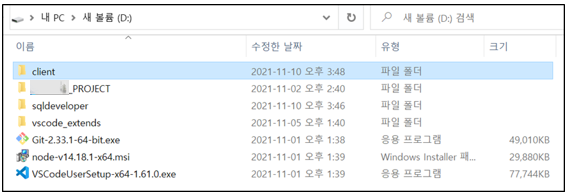 내 PC > 새 볼륨 (D:)
새 볼륨 (D:) 검색
이름 수정한 날짜 유형 크기
client 2021-11-10 오후 3:48 파일 폴더
_PROJECT 2021-11-02 오후 2:40 파일 폴더
sqldeveloper 2021-11-10 오후 3:46 파일 폴더
vscode_extends 2021-11-05 오후 1:40 파일 폴더
Git-2.33.1-64-bit.exe 2021-11-01 오후 1:38 응용 프로그램 49,010KB
node-v14.18.1-x64.msi 2021-11-01 오후 1:39 Windows Installer 패... 29,880KB
VSCodeUserSetup-x64-1.61.0.exe 2021-11-01 오후 1:39 응용 프로그램 77,744KB